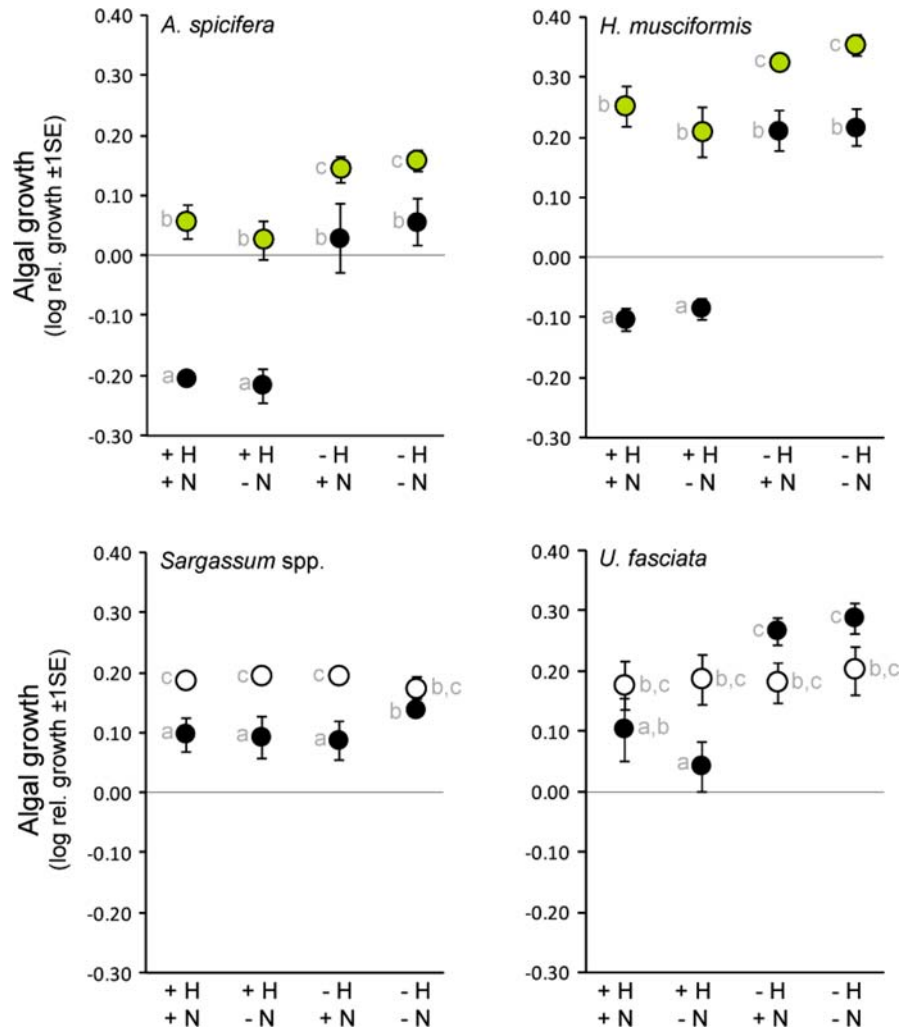 A. spicifera
0.40
0.30
0.20
0.10
0.00
-0.10
-0.20
-0.30
Algal growth
(log rel. growth ±1SE)
b
b
c
c
a
a
b
b
+ H + H - H - H
+ N - N + N - N
H. musciformis
0.40
0.30
0.20
0.10
0.00
-0.10
-0.20
-0.30
b
b
c
c
a
a
b
b
+ H + H - H - H
+ N - N + N - N
Sargassum spp.
0.40
0.30
0.20
0.10
0.00
-0.10
-0.20
-0.30
Algal growth
(log rel. growth ±1SE)
c
c
c
b,c
a
a
a
b
+ H + H - H - H
+ N - N + N - N
U. fasciata
0.40
0.30
0.20
0.10
0.00
-0.10
-0.20
-0.30
b,c
b,c
b,c
b,c
a,b
a
c
c
+ H + H - H - H
+ N - N + N - N